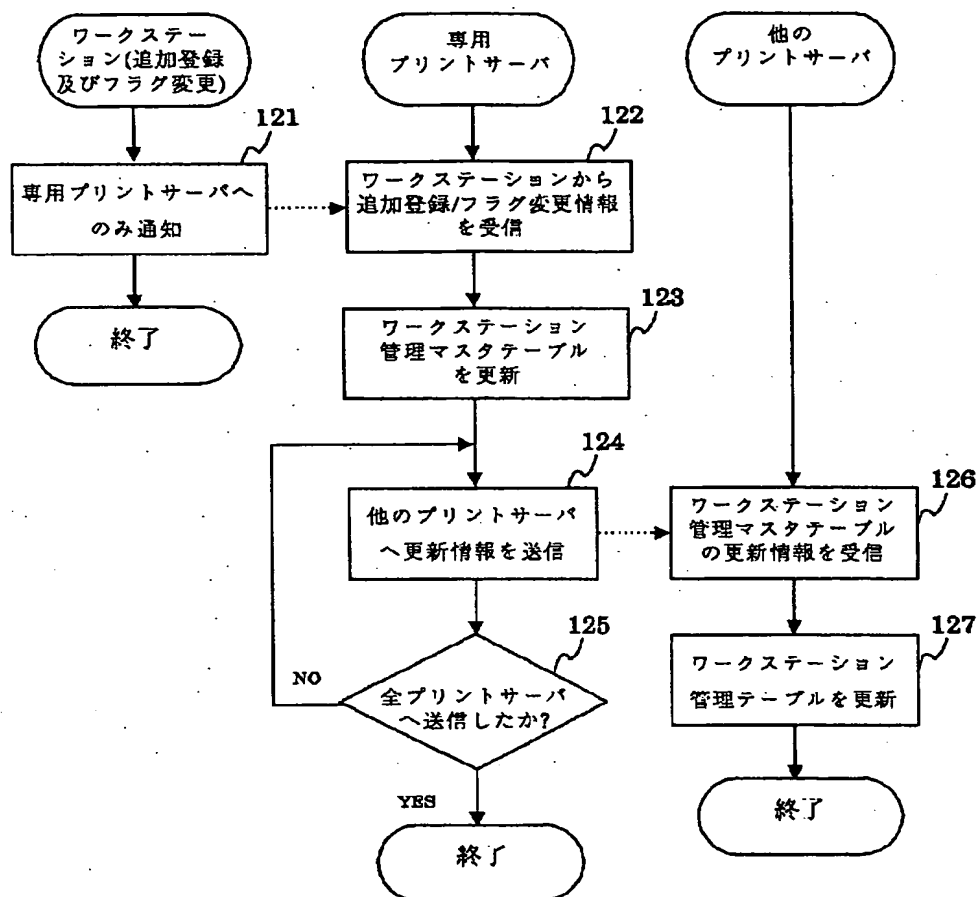 ワークステー
ション(追加登録
及びフラグ変更)
121
専用プリントサーバへ
のみ通知
終了
専用
プリントサーバ
122
ワークステーションから
追加登録/フラグ変更情報
を受信
123
ワークステーション
管理マスタテーブル
を更新
124
他のプリントサーバ
へ更新情報を送信
125
全プリントサーバ
へ送信したか?
NO
YES
終了
他の
プリントサーバ
126
ワークステーション
管理マスタテーブル
の更新情報を受信
127
ワークステーション
管理テーブルを更新
終了